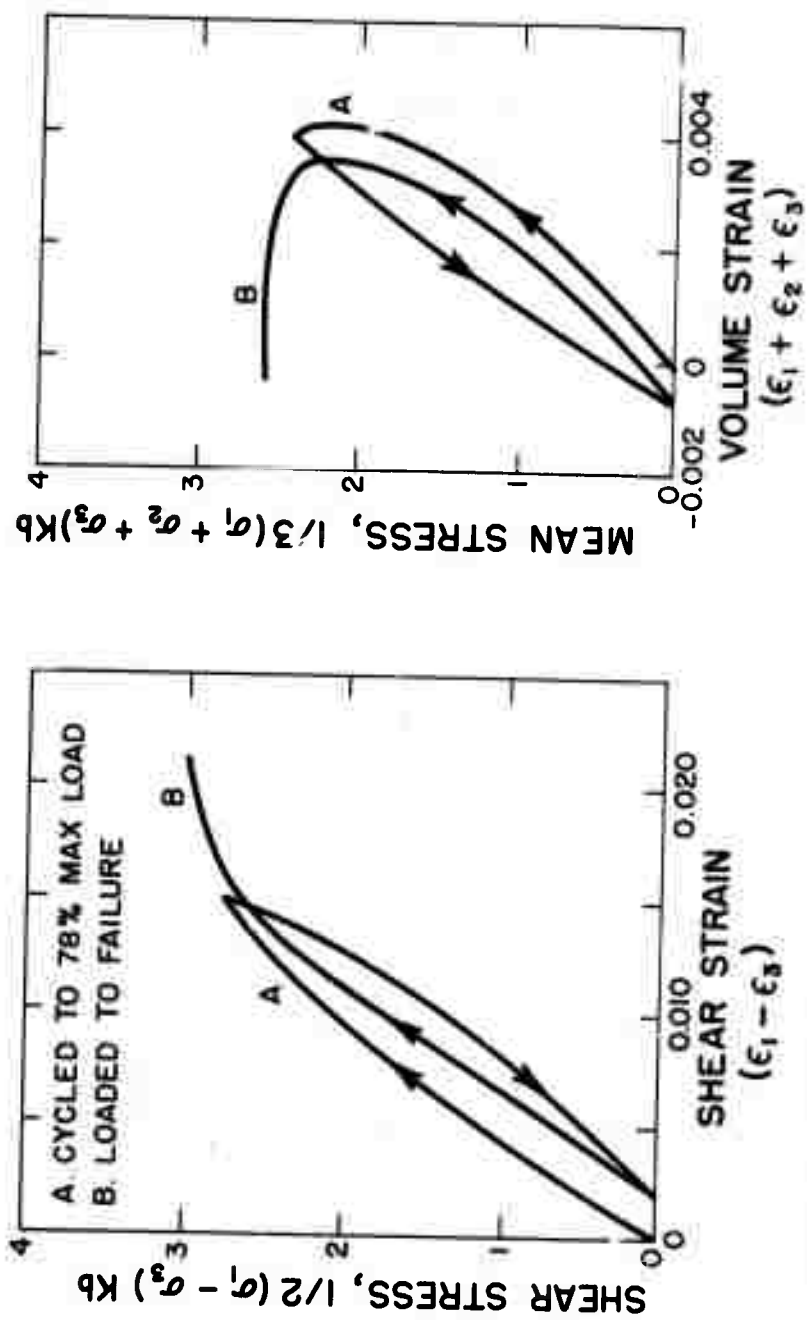 A. CYCLED TO 78% MAX LOAD
B. LOADED TO FAILURE
SHEAR STRESS, 1/2 (σ₁ - σ₃) Kb
4
3
2
1
0
A
B
0
0.010
0.020
SHEAR STRAIN
(ϵ₁ - ϵ₃)
MEAN STRESS, 1/3 (σ₁ + σ₂ + σ₃) Kb
4
3
2
1
0
B
A
-0.002
0
0.004
VOLUME STRAIN
(ϵ₁ + ϵ₂ + ϵ₃)